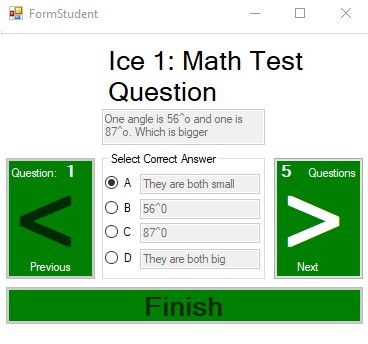 FormStudent
Ice 1: Math Test
Question
One angle is 56^o and one is
87^o. Which is bigger
Select Correct Answer
Question: 1
<
Previous
A They are both small
B 56^0
C 87^0
D They are both big
5 Questions
>
Next
Finish